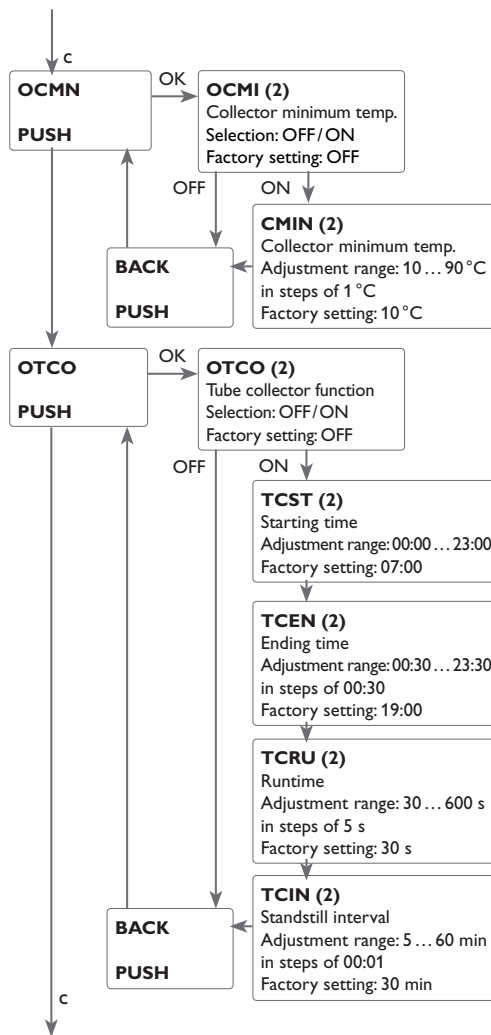 c
OCMN
PUSH
OK
OCMI (2)
Collector minimum temp.
Selection: OFF/ON
Factory setting: OFF
OFF
ON
CMIN (2)
Collector minimum temp.
Adjustment range: 10 … 90 °C
in steps of 1 °C
Factory setting: 10 °C
BACK
PUSH
OTCO
PUSH
OK
OTCO (2)
Tube collector function
Selection: OFF/ON
Factory setting: OFF
OFF
ON
TCST (2)
Starting time
Adjustment range: 00:00 … 23:00
Factory setting: 07:00
TCEN (2)
Ending time
Adjustment range: 00:30 … 23:30
in steps of 00:30
Factory setting: 19:00
TCRU (2)
Runtime
Adjustment range: 30 … 600 s
in steps of 5 s
Factory setting: 30 s
TCIN (2)
Standstill interval
Adjustment range: 5 … 60 min
in steps of 00:01
Factory setting: 30 min
BACK
PUSH
c